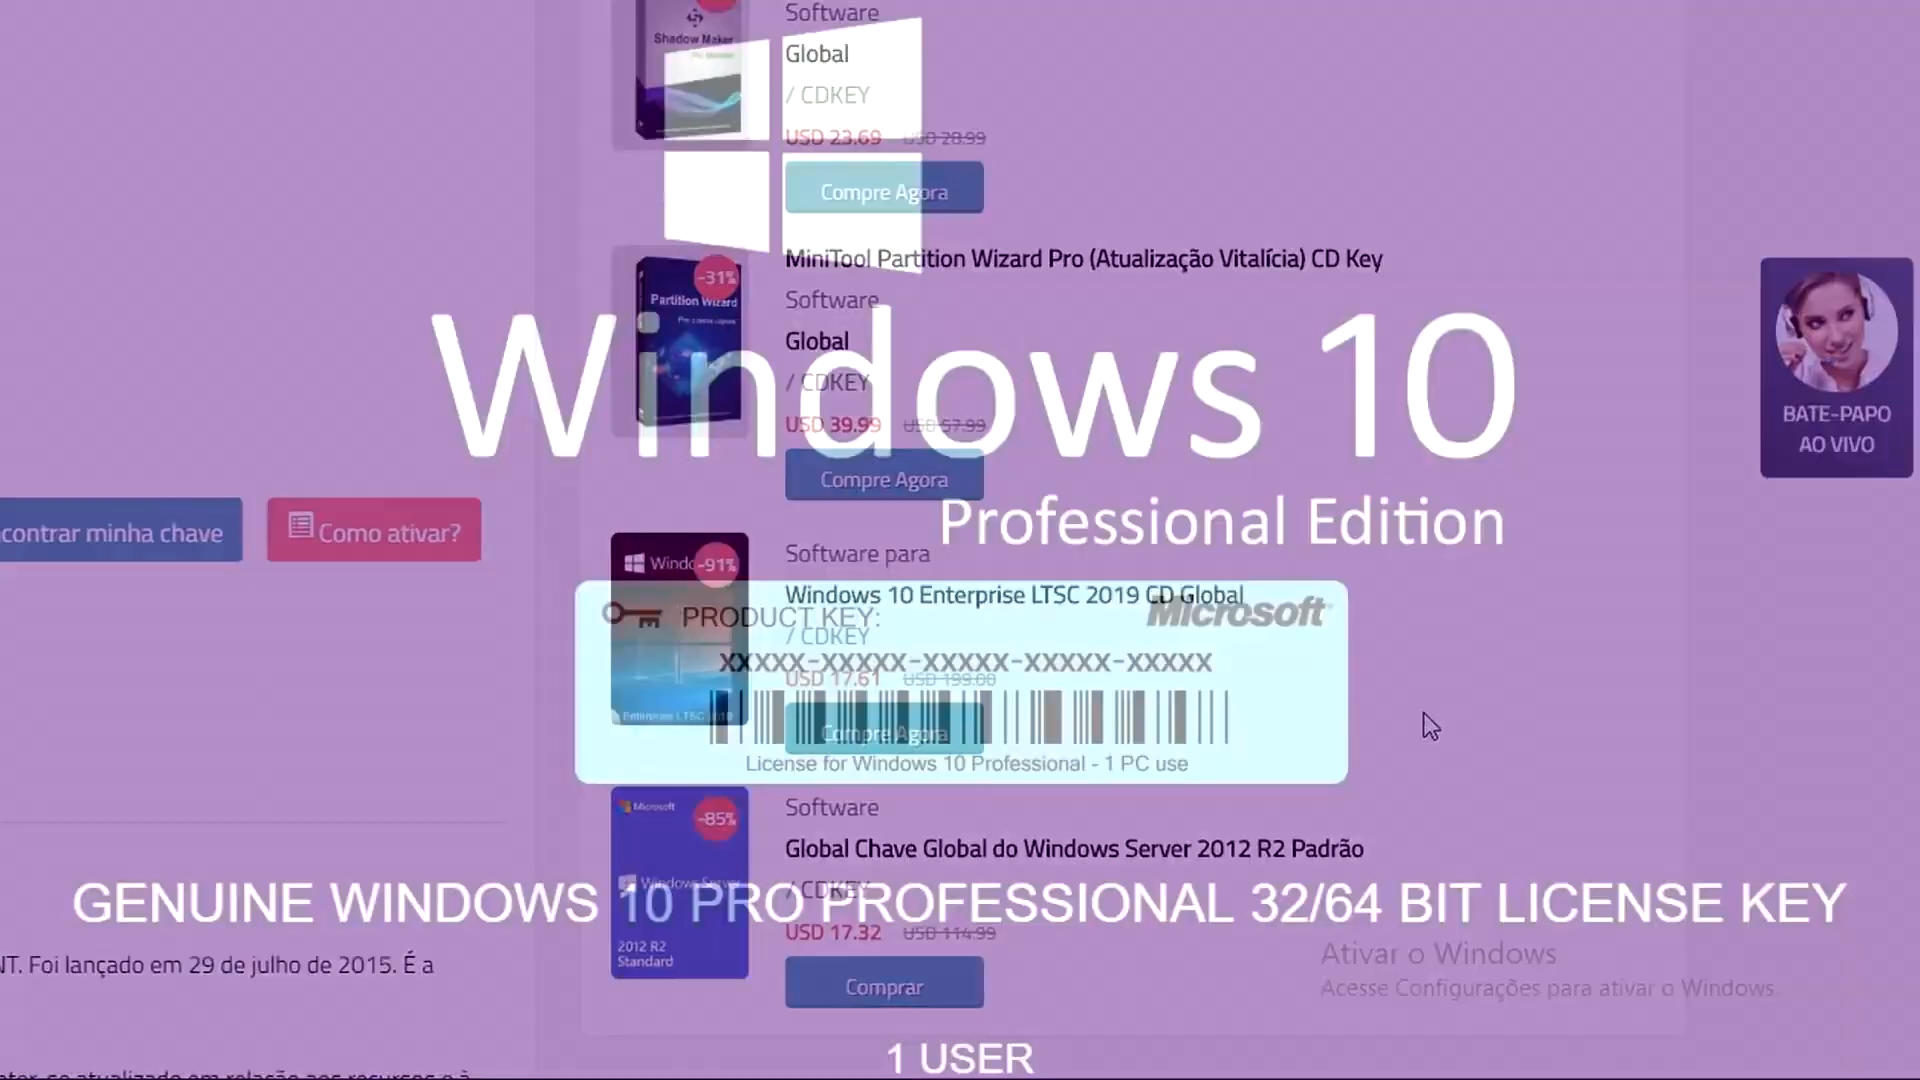 Shadow Maker
Software
Global
/ CDKEY
USD 23.69 USD 28.99
Compre Agora
MiniTool Partition Wizard Pro (Atualização Vitalícia) CD Key
-31%
Partition Wizard
Software
Global
/ CDKEY
USD 39.99 USD 57.99
Compre Agora
BATE-PAPO
AO VIVO
Windows 10
Professional Edition
contrar minha chave
Como ativar?
-91%
Software para
Windows 10 Enterprise LTSC 2019 CD Global
/ CDKEY
USD 17.61 USD 199.00
Compre Agora
Enterprise LTSC 2019
PRODUCT KEY:
Microsoft
XXXXX-XXXXX-XXXXX-XXXXX-XXXXX
License for Windows 10 Professional - 1 PC use
Microsoft
-85%
Windows Server
2012 R2
Standard
Software
Global Chave Global do Windows Server 2012 R2 Padrão
/ CDKEY
USD 17.32 USD 114.99
Comprar
GENUINE WINDOWS 10 PRO PROFESSIONAL 32/64 BIT LICENSE KEY
NT. Foi lançado em 29 de julho de 2015. É a
Ativar o Windows
Acesse Configurações para ativar o Windows.
1 USER